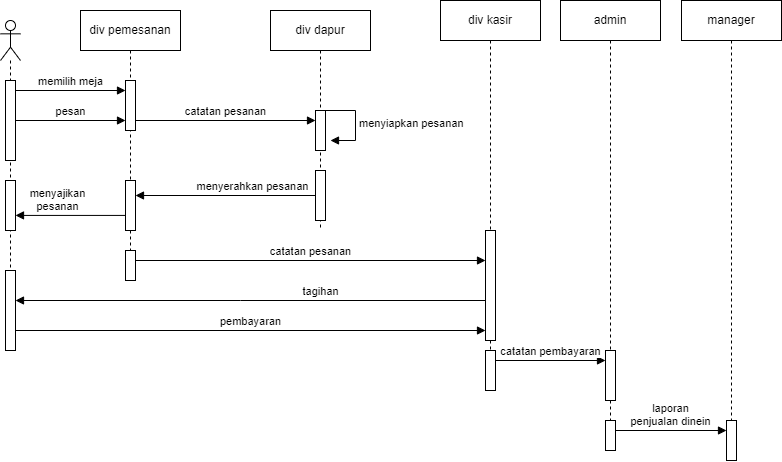 div pemesanan
div dapur
div kasir
admin
manager
memilih meja
pesan
catatan pesanan
menyiapkan pesanan
menyerahkan pesanan
menyajikan
pesanan
catatan pesanan
tagihan
pembayaran
catatan pembayaran
laporan
penjualan dinein